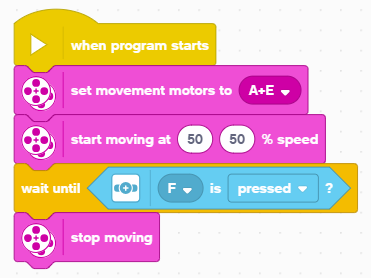 when program starts
set movement motors to A+E
start moving at 50 50 % speed
wait until F is pressed ?
stop moving